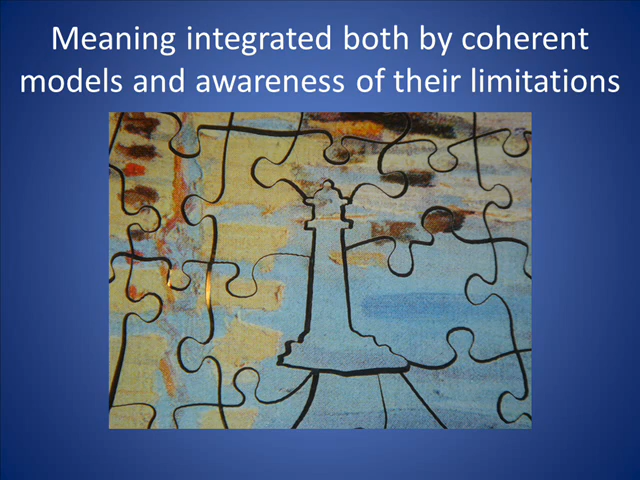 Meaning integrated both by coherent
models and awareness of their limitations